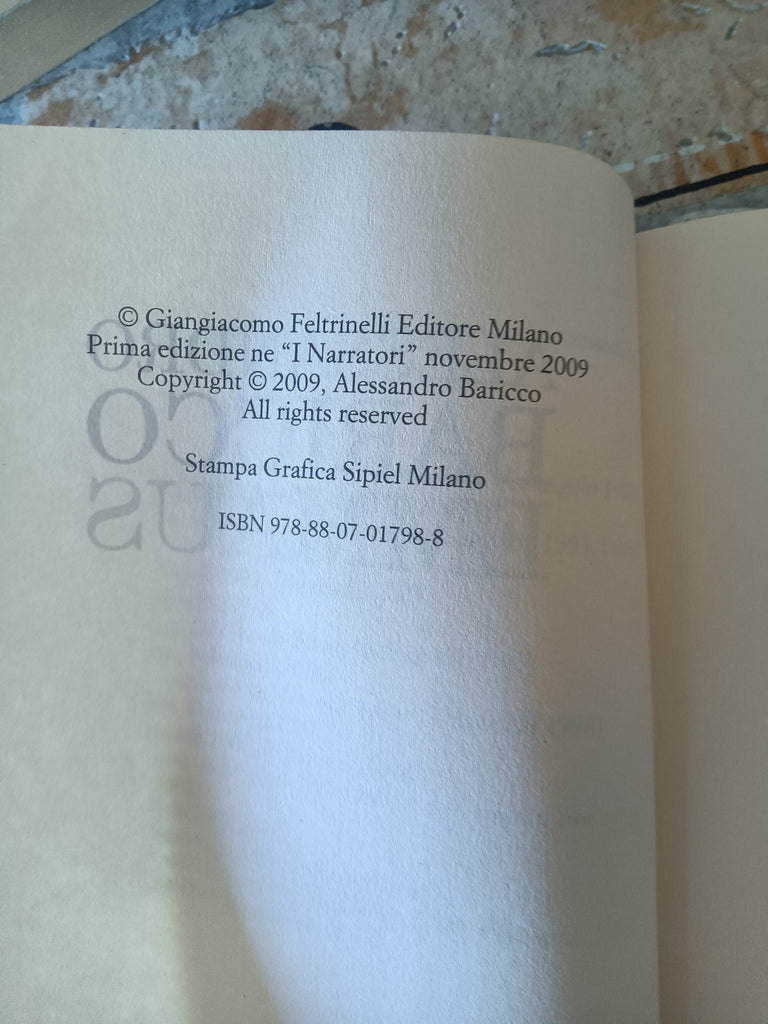 © Giangiacomo Feltrinelli Editore Milano
Prima edizione ne “I Narratori” novembre 2009
Copyright © 2009, Alessandro Baricco
All rights reserved
Stampa Grafica Sipiel Milano
ISBN 978-88-07-01798-8